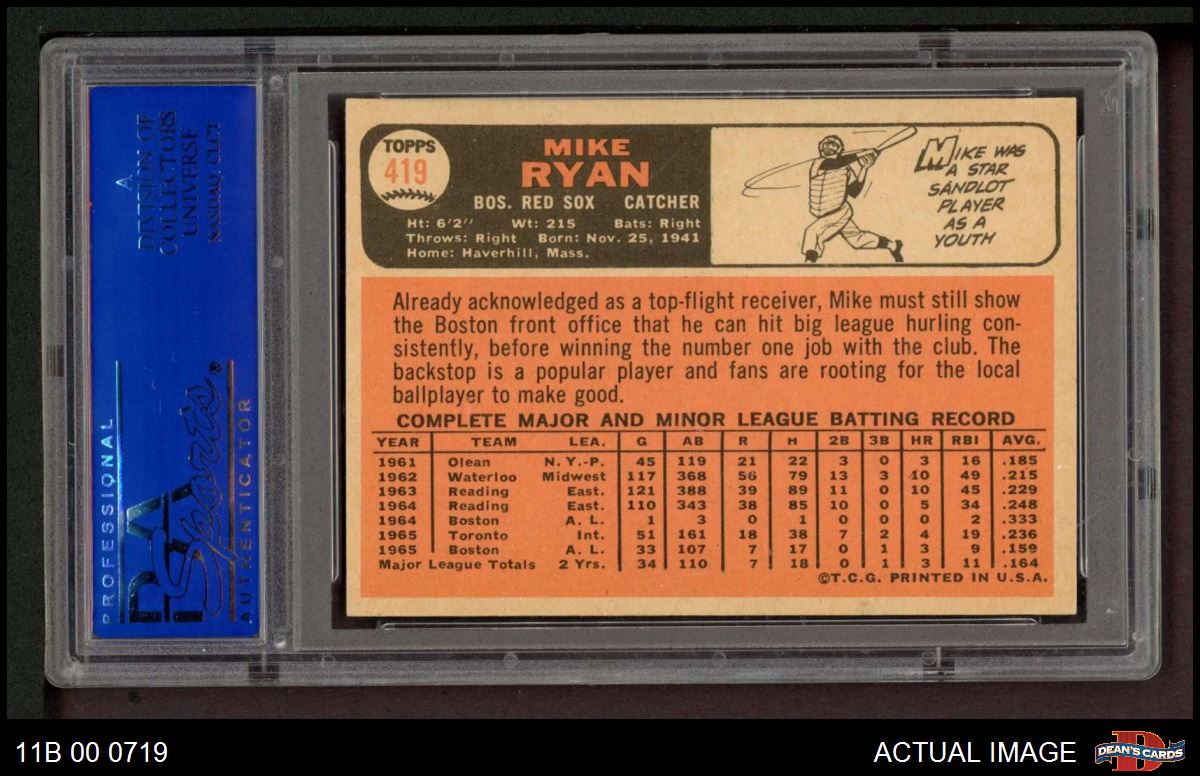 A
DIVISION OF
COLLECTORS
UNIVERSE
NASDAQ, CLCT
PROFESSIONAL
PSA
Sports®
AUTHENTICATOR
TOPPS
419
MIKE
RYAN
BOS. RED SOX CATCHER
Ht: 6'2'' Wt: 215 Bats: Right
Throws: Right Born: Nov. 25, 1941
Home: Haverhill, Mass.
MIKE WAS
A STAR
SANDLOT
PLAYER
AS A
YOUTH
Already acknowledged as a top-flight receiver, Mike must still show
the Boston front office that he can hit big league hurling con-
sistently, before winning the number one job with the club. The
backstop is a popular player and fans are rooting for the local
ballplayer to make good.
COMPLETE MAJOR AND MINOR LEAGUE BATTING RECORD
YEAR TEAM LEA. G AB R H 2B 3B HR RBI AVG.
1961 Olean N.Y.-P. 45 119 21 22 3 0 3 16 .185
1962 Waterloo Midwest 117 368 56 79 13 3 10 49 .215
1963 Reading East. 121 388 39 89 11 0 10 45 .229
1964 Reading East. 110 343 38 85 10 0 5 34 .248
1964 Boston A. L. 1 3 0 1 0 0 0 2 .333
1965 Toronto Int. 51 161 18 38 7 2 4 19 .236
1965 Boston A. L. 33 107 7 17 0 1 3 9 .159
Major League Totals 2 Yrs. 34 110 7 18 0 1 3 11 .164
©T.C.G. PRINTED IN U.S.A.
11B 00 0719
ACTUAL IMAGE
DEAN'S CARDS